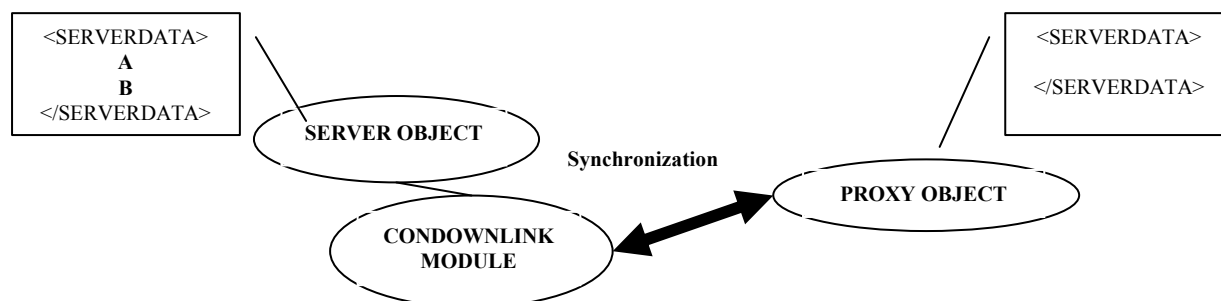 <SERVERDATA>
A
B
</SERVERDATA>
<SERVERDATA>
</SERVERDATA>
SERVER OBJECT
Synchronization
PROXY OBJECT
CONDOWNLINK
MODULE